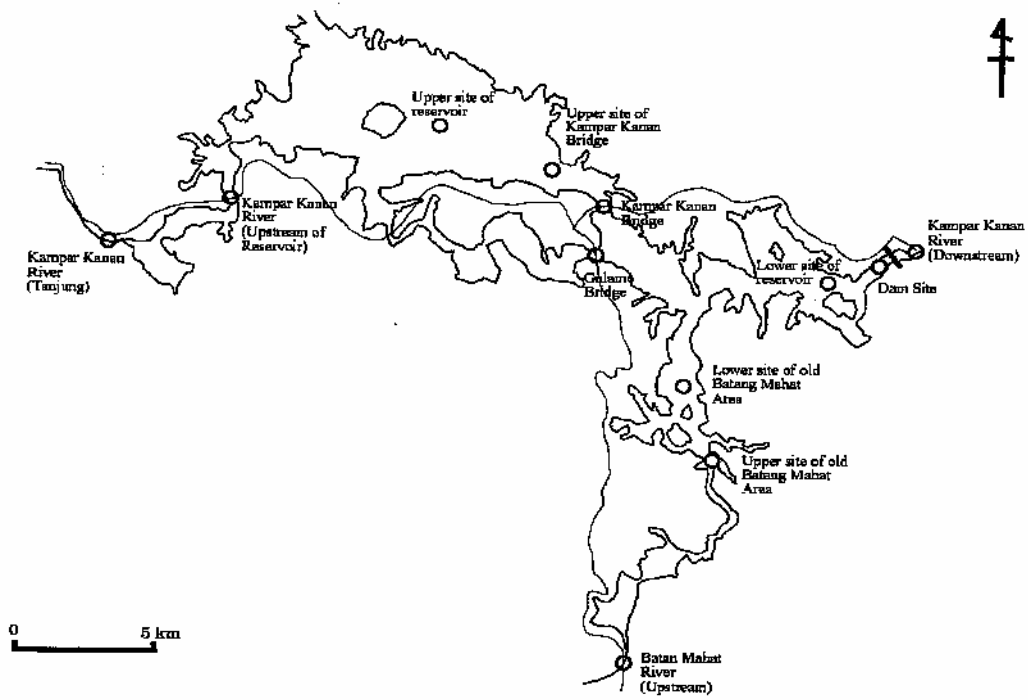 Upper site of
reservoir
Upper site of
Kampar Kanan
Bridge
Kampar Kanan
River
(Upstream of
Reservoir)
Kampar Kanan
Bridge
Kampar Kanan
River
(Downstream)
Kampar Kanan
River
(Tanjung)
Gulamo
Bridge
Lower site of
reservoir
Dam Site
Lower site of old
Batang Mahat
Area
Upper site of old
Batang Mahat
Area
0 5 km
Batan Mahat
River
(Upstream)